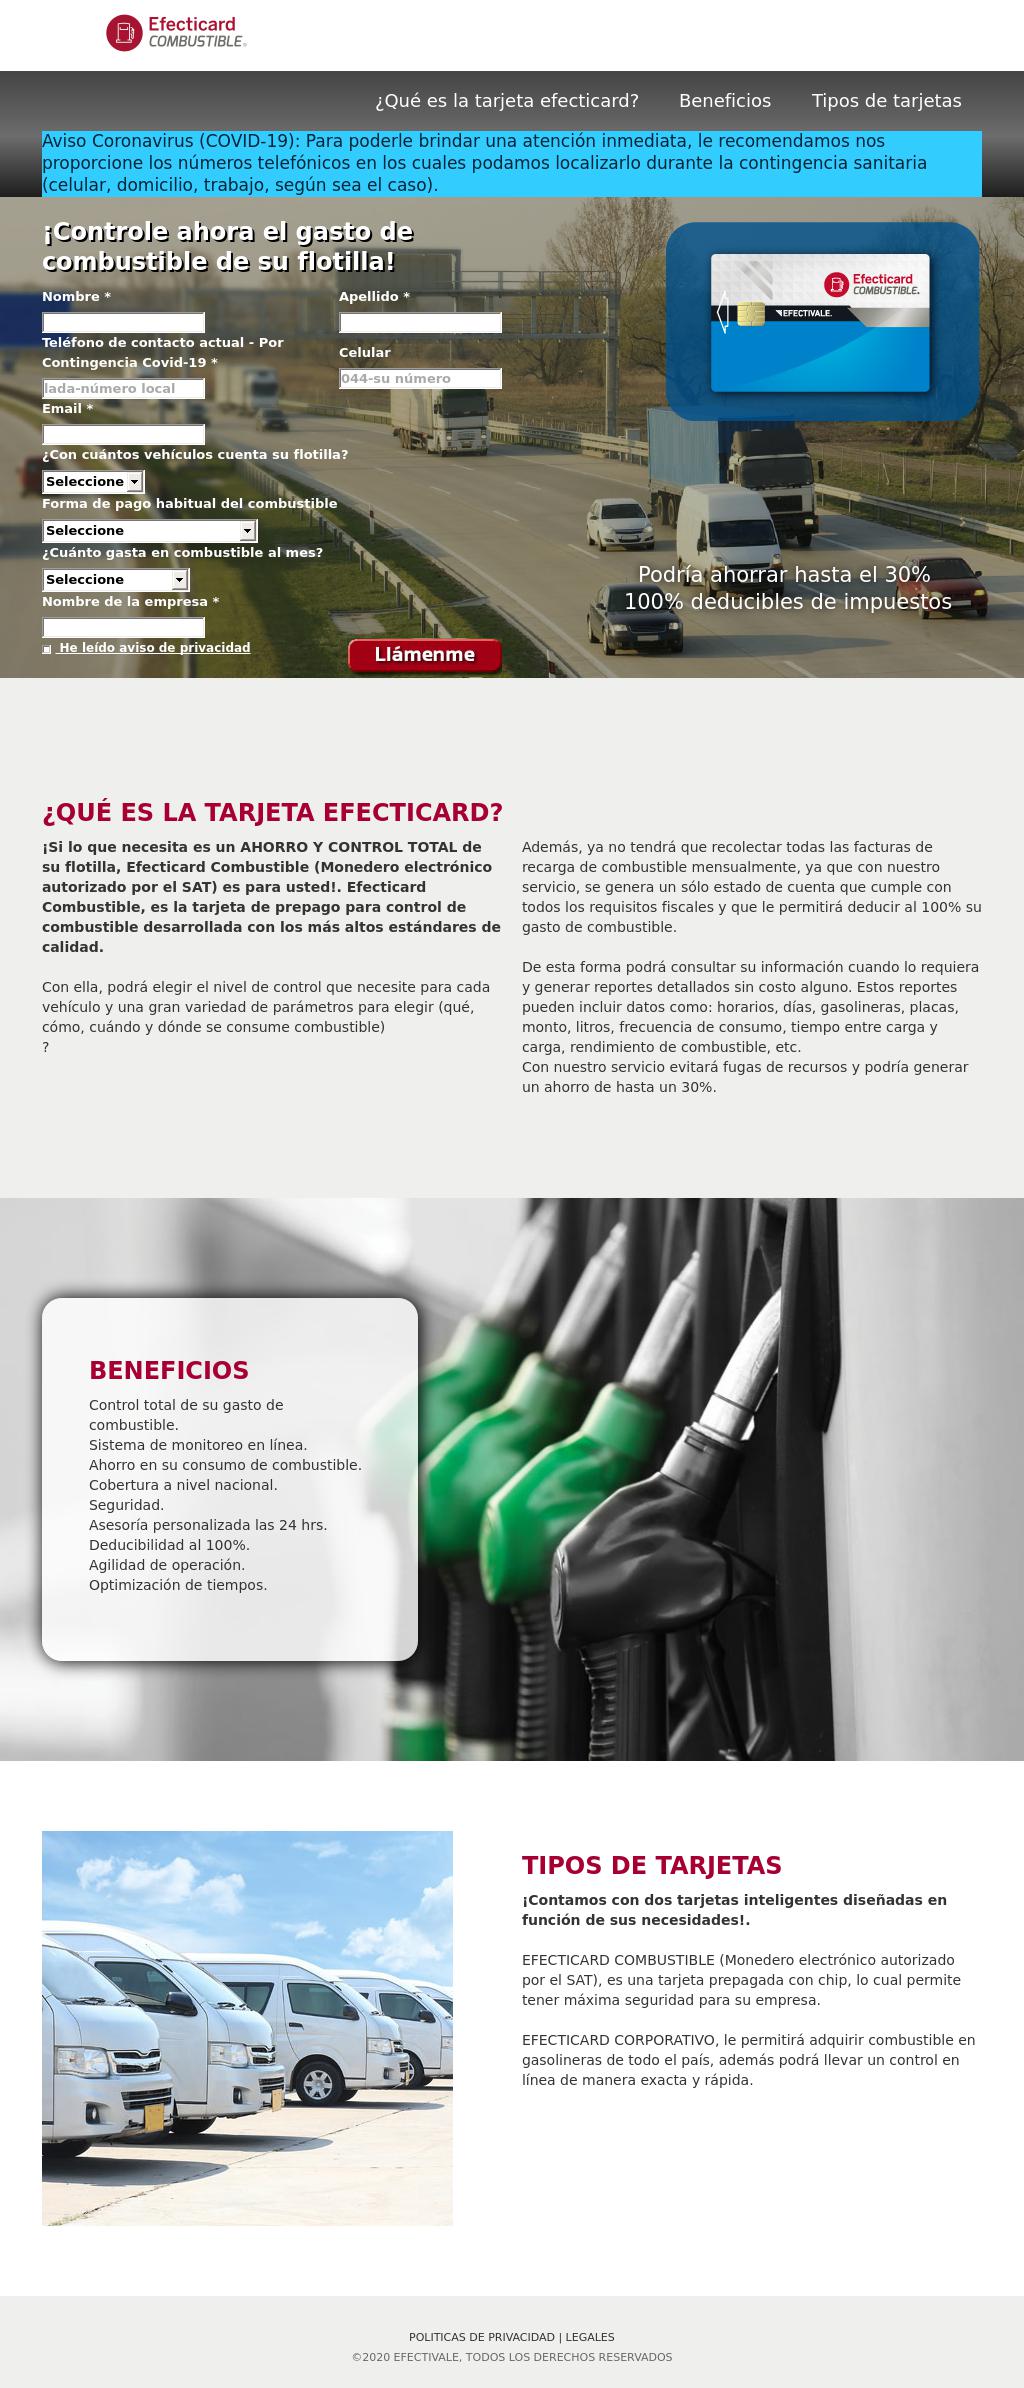 Efecticard
COMBUSTIBLE
¿Qué es la tarjeta efecticard? Beneficios Tipos de tarjetas
Aviso Coronavirus (COVID-19): Para poderle brindar una atención inmediata, le recomendamos nos
proporcione los números telefónicos en los cuales podamos localizarlo durante la contingencia sanitaria
(celular, domicilio, trabajo, según sea el caso).
¡Controle ahora el gasto de
combustible de su flotilla!
Nombre * Apellido *
Teléfono de contacto actual - Por
Contingencia Covid-19 *
Celular
lada-número local
044-su número
Email *
¿Con cuántos vehículos cuenta su flotilla?
Seleccione
Forma de pago habitual del combustible
Seleccione
¿Cuánto gasta en combustible al mes?
Seleccione
Nombre de la empresa *
He leído aviso de privacidad
Llámenme
Efecticard
COMBUSTIBLE.
EFECTIVALE.
Podría ahorrar hasta el 30%
100% deducibles de impuestos
¿QUÉ ES LA TARJETA EFECTICARD?
¡Si lo que necesita es un AHORRO Y CONTROL TOTAL de
su flotilla, Efecticard Combustible (Monedero electrónico
autorizado por el SAT) es para usted!. Efecticard
Combustible, es la tarjeta de prepago para control de
combustible desarrollada con los más altos estándares de
calidad.
Con ella, podrá elegir el nivel de control que necesite para cada
vehículo y una gran variedad de parámetros para elegir (qué,
cómo, cuándo y dónde se consume combustible)
?
Además, ya no tendrá que recolectar todas las facturas de
recarga de combustible mensualmente, ya que con nuestro
servicio, se genera un sólo estado de cuenta que cumple con
todos los requisitos fiscales y que le permitirá deducir al 100% su
gasto de combustible.
De esta forma podrá consultar su información cuando lo requiera
y generar reportes detallados sin costo alguno. Estos reportes
pueden incluir datos como: horarios, días, gasolineras, placas,
monto, litros, frecuencia de consumo, tiempo entre carga y
carga, rendimiento de combustible, etc.
Con nuestro servicio evitará fugas de recursos y podría generar
un ahorro de hasta un 30%.
BENEFICIOS
Control total de su gasto de
combustible.
Sistema de monitoreo en línea.
Ahorro en su consumo de combustible.
Cobertura a nivel nacional.
Seguridad.
Asesoría personalizada las 24 hrs.
Deducibilidad al 100%.
Agilidad de operación.
Optimización de tiempos.
TIPOS DE TARJETAS
¡Contamos con dos tarjetas inteligentes diseñadas en
función de sus necesidades!.
EFECTICARD COMBUSTIBLE (Monedero electrónico autorizado
por el SAT), es una tarjeta prepagada con chip, lo cual permite
tener máxima seguridad para su empresa.
EFECTICARD CORPORATIVO, le permitirá adquirir combustible en
gasolineras de todo el país, además podrá llevar un control en
línea de manera exacta y rápida.
POLITICAS DE PRIVACIDAD | LEGALES
©2020 EFECTIVALE, TODOS LOS DERECHOS RESERVADOS